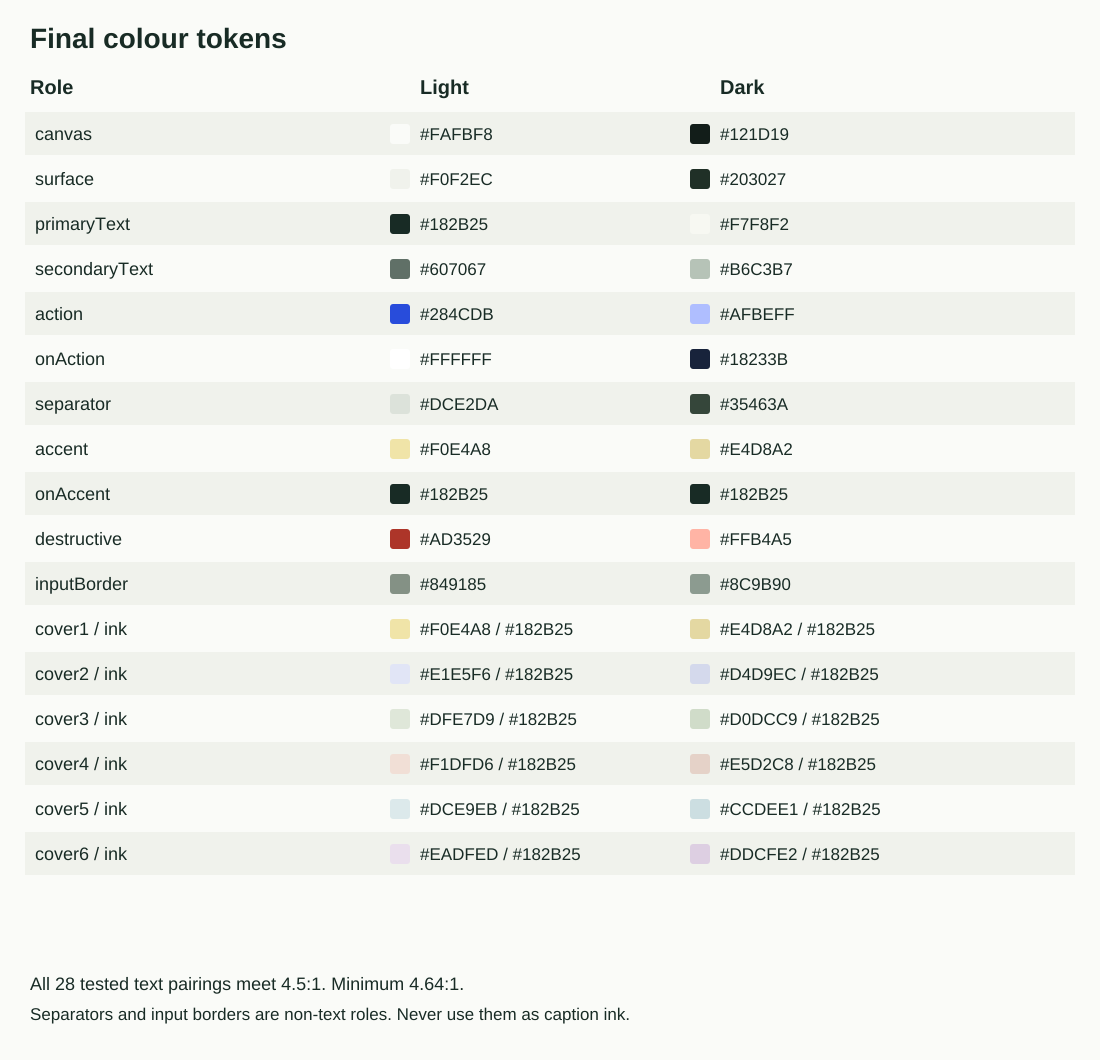 Final colour tokens
Role Light Dark
canvas #FAFBF8 #121D19
surface #F0F2EC #203027
primaryText #182B25 #F7F8F2
secondaryText #607067 #B6C3B7
action #284CDB #AFBEFF
onAction #FFFFFF #18233B
separator #DCE2DA #35463A
accent #F0E4A8 #E4D8A2
onAccent #182B25 #182B25
destructive #AD3529 #FFB4A5
inputBorder #849185 #8C9B90
cover1 / ink #F0E4A8 / #182B25 #E4D8A2 / #182B25
cover2 / ink #E1E5F6 / #182B25 #D4D9EC / #182B25
cover3 / ink #DFE7D9 / #182B25 #D0DCC9 / #182B25
cover4 / ink #F1DFD6 / #182B25 #E5D2C8 / #182B25
cover5 / ink #DCE9EB / #182B25 #CCDEE1 / #182B25
cover6 / ink #EADFED / #182B25 #DDCFE2 / #182B25
All 28 tested text pairings meet 4.5:1. Minimum 4.64:1.
Separators and input borders are non-text roles. Never use them as caption ink.